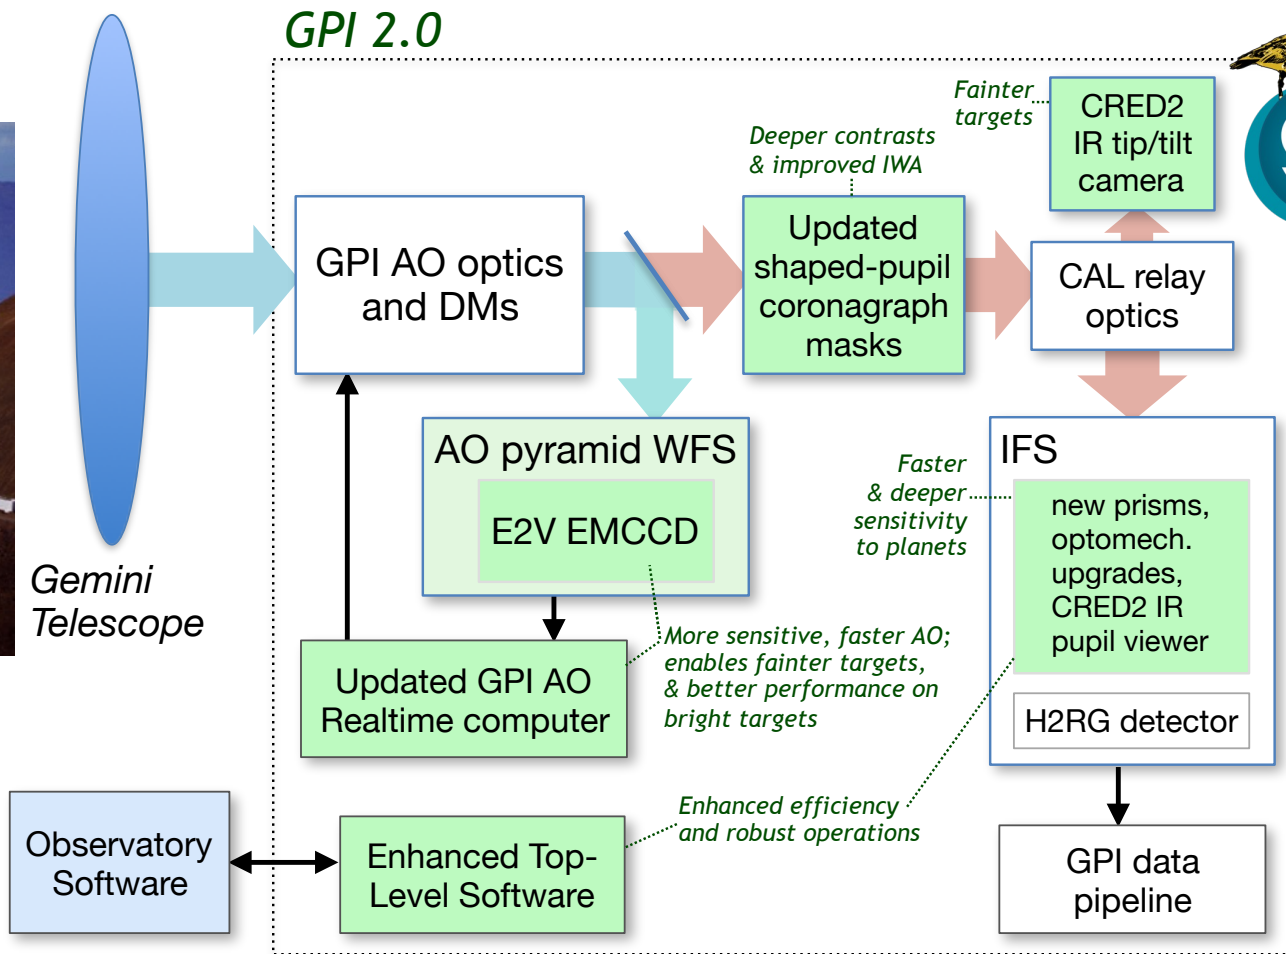 GPI 2.0
Fainter
targets
CRED2
IR tip/tilt
camera
Deeper contrasts
& improved IWA
GPI AO optics
and DMs
Updated
shaped-pupil
coronagraph
masks
CAL relay
optics
AO pyramid WFS
E2V EMCCD
Faster
& deeper
sensitivity
to planets
IFS
new prisms,
optomech.
upgrades,
CRED2 IR
pupil viewer
H2RG detector
Gemini
Telescope
More sensitive, faster AO;
enables fainter targets,
& better performance on
bright targets
Updated GPI AO
Realtime computer
Enhanced efficiency
and robust operations
Observatory
Software
Enhanced Top-
Level Software
GPI data
pipeline